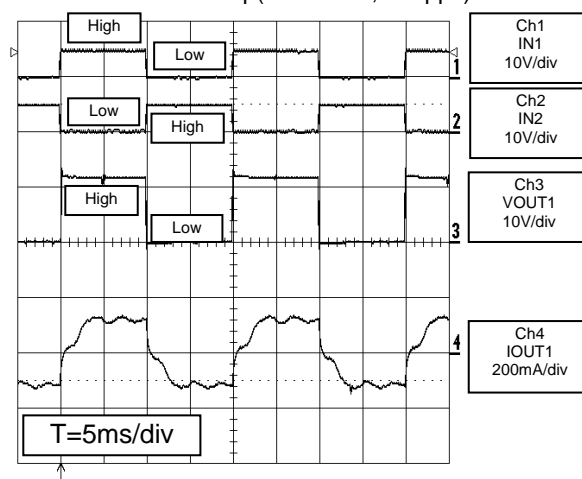 High
Low
1
Ch1
IN1
10V/div
Low
High
2
Ch2
IN2
10V/div
High
Low
3
Ch3
VOUT1
10V/div
4
Ch4
IOUT1
200mA/div
T=5ms/div